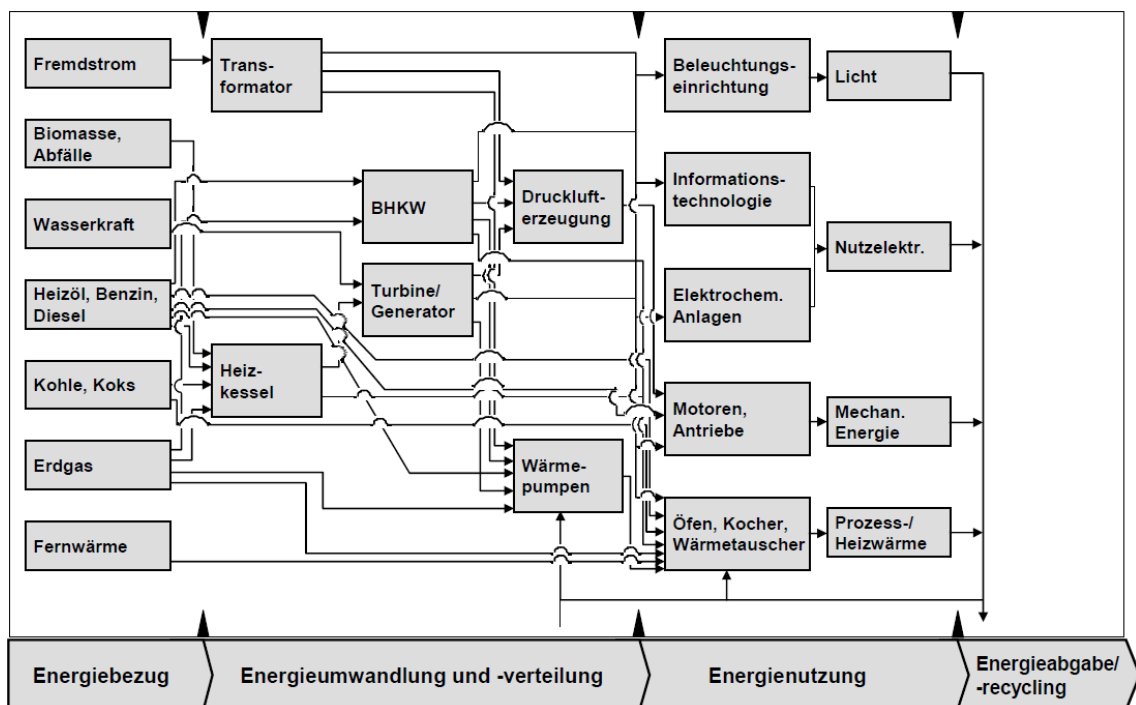 Fremdstrom
Trans-
formator
Beleuchtungs-
einrichtung
Licht
Biomasse,
Abfälle
Informations-
technologie
BHKW
Druckluft-
erzeugung
Wasserkraft
Nutzelektr.
Heizöl, Benzin,
Diesel
Turbine/
Generator
Elektrochem.
Anlagen
Heiz-
kessel
Kohle, Koks
Motoren,
Antriebe
Mechan.
Energie
Erdgas
Wärme-
pumpen
Öfen, Kocher,
Wärmetauscher
Prozess-/
Heizwärme
Fernwärme
Energiebezug
Energieumwandlung und -verteilung
Energienutzung
Energieabgabe/
-recycling